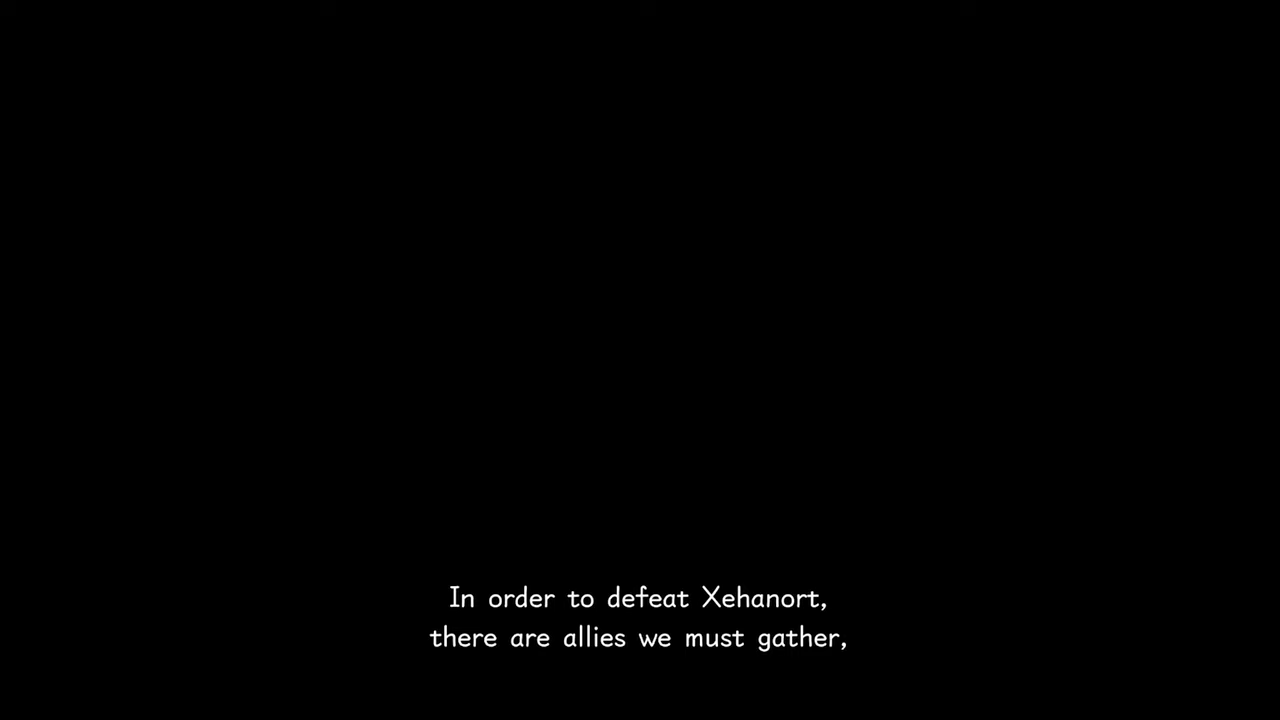 In order to defeat Xehanort,
there are allies we must gather,